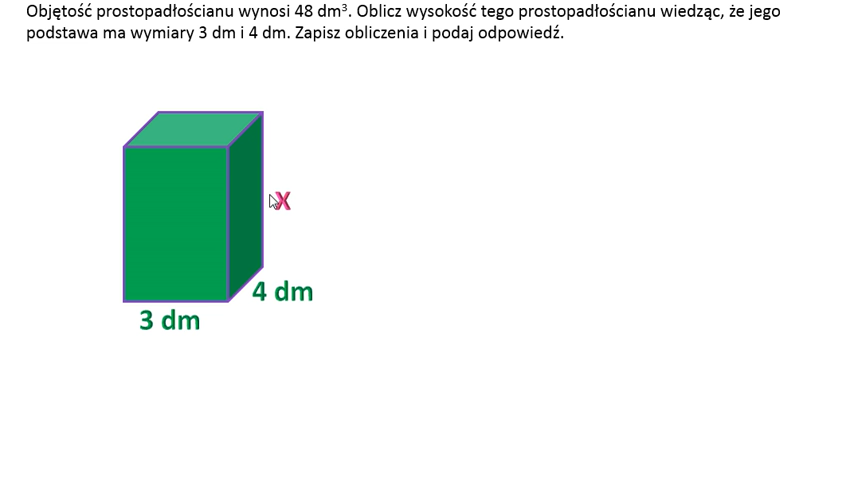 Objętość prostopadłościanu wynosi 48 dm³. Oblicz wysokość tego prostopadłościanu wiedząc, że jego
podstawa ma wymiary 3 dm i 4 dm. Zapisz obliczenia i podaj odpowiedź.
X
4 dm
3 dm